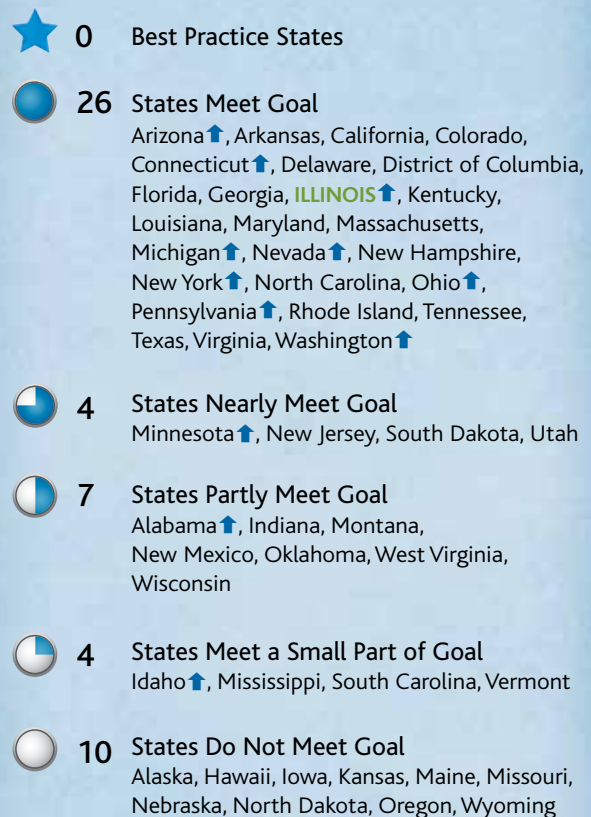 0 Best Practice States
26 States Meet Goal
Arizona⬆, Arkansas, California, Colorado,
Connecticut⬆, Delaware, District of Columbia,
Florida, Georgia, ILLINOIS⬆, Kentucky,
Louisiana, Maryland, Massachusetts,
Michigan⬆, Nevada⬆, New Hampshire,
New York⬆, North Carolina, Ohio⬆,
Pennsylvania⬆, Rhode Island, Tennessee,
Texas, Virginia, Washington⬆
4 States Nearly Meet Goal
Minnesota⬆, New Jersey, South Dakota, Utah
7 States Partly Meet Goal
Alabama⬆, Indiana, Montana,
New Mexico, Oklahoma, West Virginia,
Wisconsin
4 States Meet a Small Part of Goal
Idaho⬆, Mississippi, South Carolina, Vermont
10 States Do Not Meet Goal
Alaska, Hawaii, Iowa, Kansas, Maine, Missouri,
Nebraska, North Dakota, Oregon, Wyoming